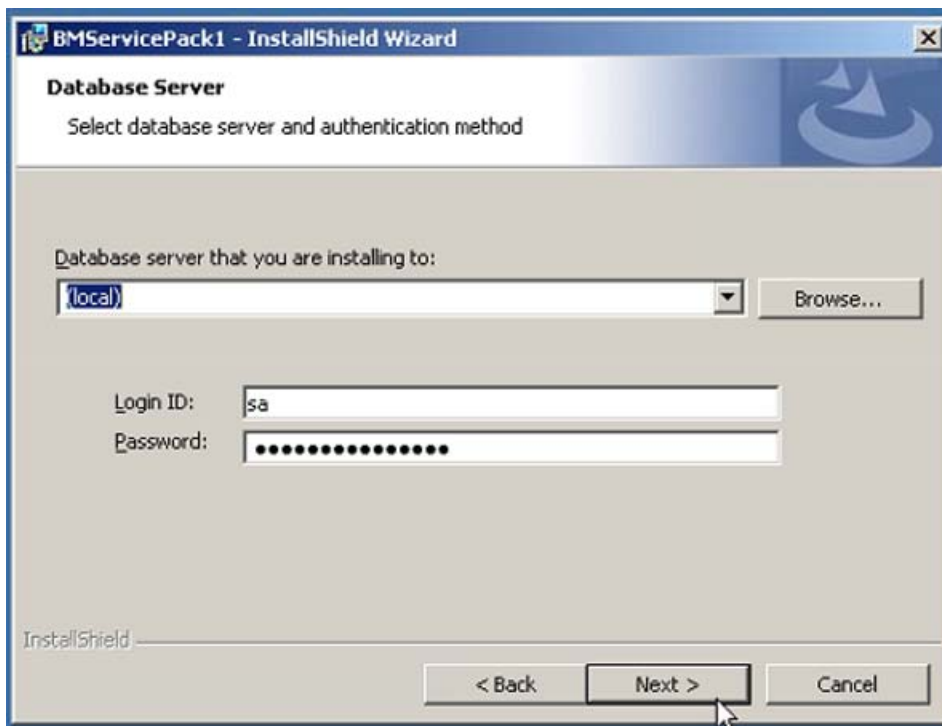 BMServicePack1 - InstallShield Wizard
Database Server
Select database server and authentication method
Database server that you are installing to:
(local)
Browse...
Login ID:
sa
Password:
●●●●●●●●●●●●●●●
InstallShield
< Back
Next >
Cancel